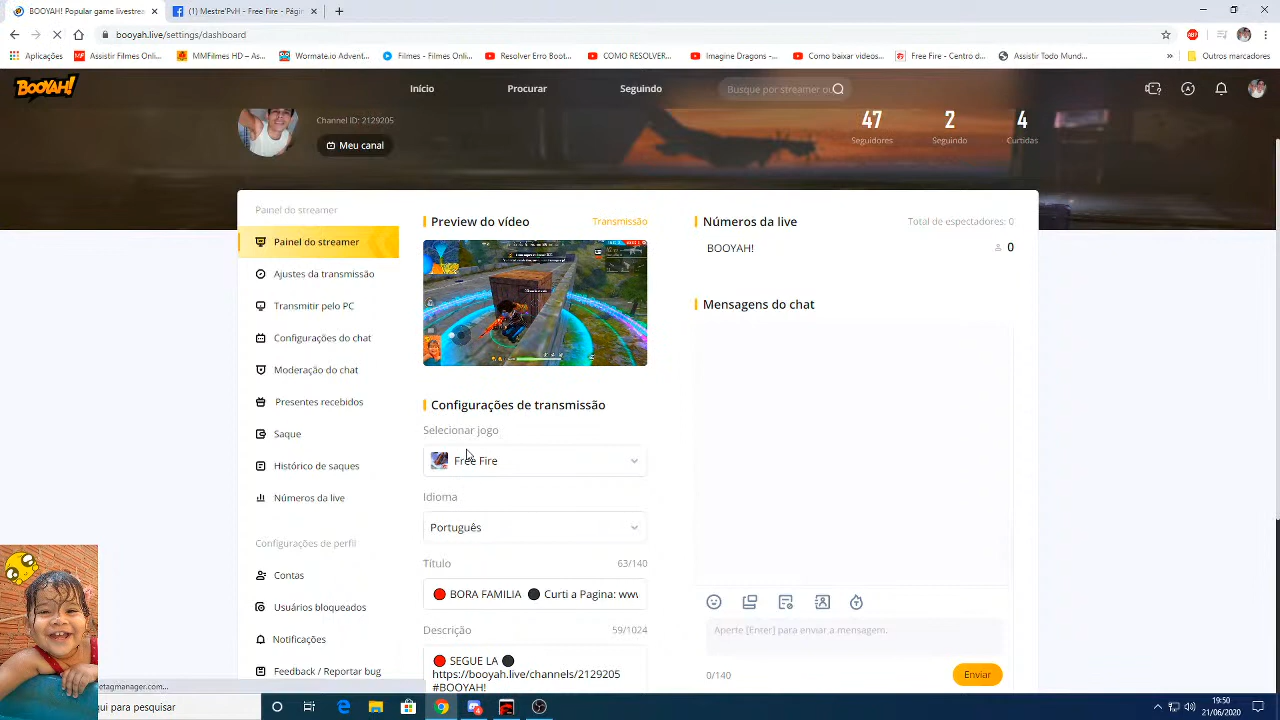 BOOYAH! Popular game livestrea
(1) Mestre'PvH - Free Fire - Págin
booyah.live/settings/dashboard
Aplicações
Assistir Filmes Onli...
MMFilmes HD – As...
Wormate.io Advent...
Filmes - Filmes Onli...
Resolver Erro Boot...
COMO RESOLVER...
Imagine Dragons -...
Como baixar videos...
Free Fire - Centro d...
Assistir Todo Mund...
»
Outros marcadores
BOOYAH!
Início
Procurar
Seguindo
Busque por streamer ou
Channel ID: 2129205
Meu canal
47
Seguidores
2
Seguindo
4
Curtidas
Painel do streamer
Painel do streamer
Ajustes da transmissão
Transmitir pelo PC
Configurações do chat
Moderação do chat
Presentes recebidos
Saque
Histórico de saques
Números da live
Configurações de perfil
Contas
Usuários bloqueados
Notificações
Feedback / Reportar bug
Preview do vídeo
Transmissão
Configurações de transmissão
Selecionar jogo
Free Fire
Idioma
Português
Título
63/140
🔴 BORA FAMILIA ⚫ Curti a Pagina: www
Descrição
59/1024
🔴 SEGUE LA ⚫
https://booyah.live/channels/2129205
#BOOYAH!
Números da live
Total de espectadores: 0
BOOYAH!
0
Mensagens do chat
Aperte [Enter] para enviar a mensagem.
0/140
Enviar
etagmanager.com...
qui para pesquisar
19:50
21/06/2020